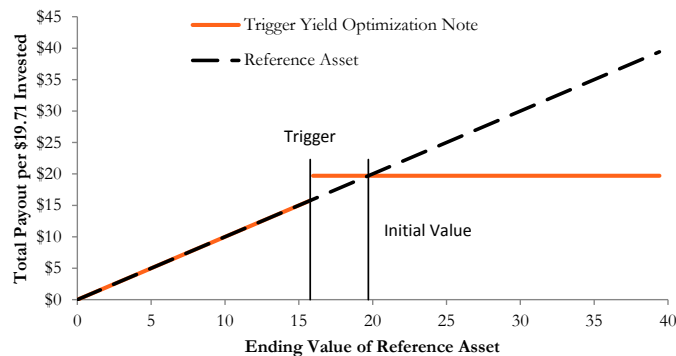 $45
$40
$35
$30
$25
$20
$15
$10
$5
$0
Total Payout per $19.71 Invested
Trigger Yield Optimization Note
Reference Asset
Trigger
Initial Value
0 5 10 15 20 25 30 35 40
Ending Value of Reference Asset